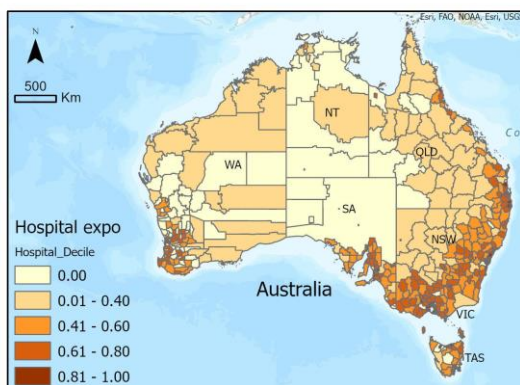 Esri, FAO, NOAA, Esri, USG
N
500
Km
NT
QLD
WA
SA
NSW
Hospital expo
Hospital_Decile
0.00
0.01 - 0.40
0.41 - 0.60
0.61 - 0.80
0.81 - 1.00
Australia
VIC
TAS